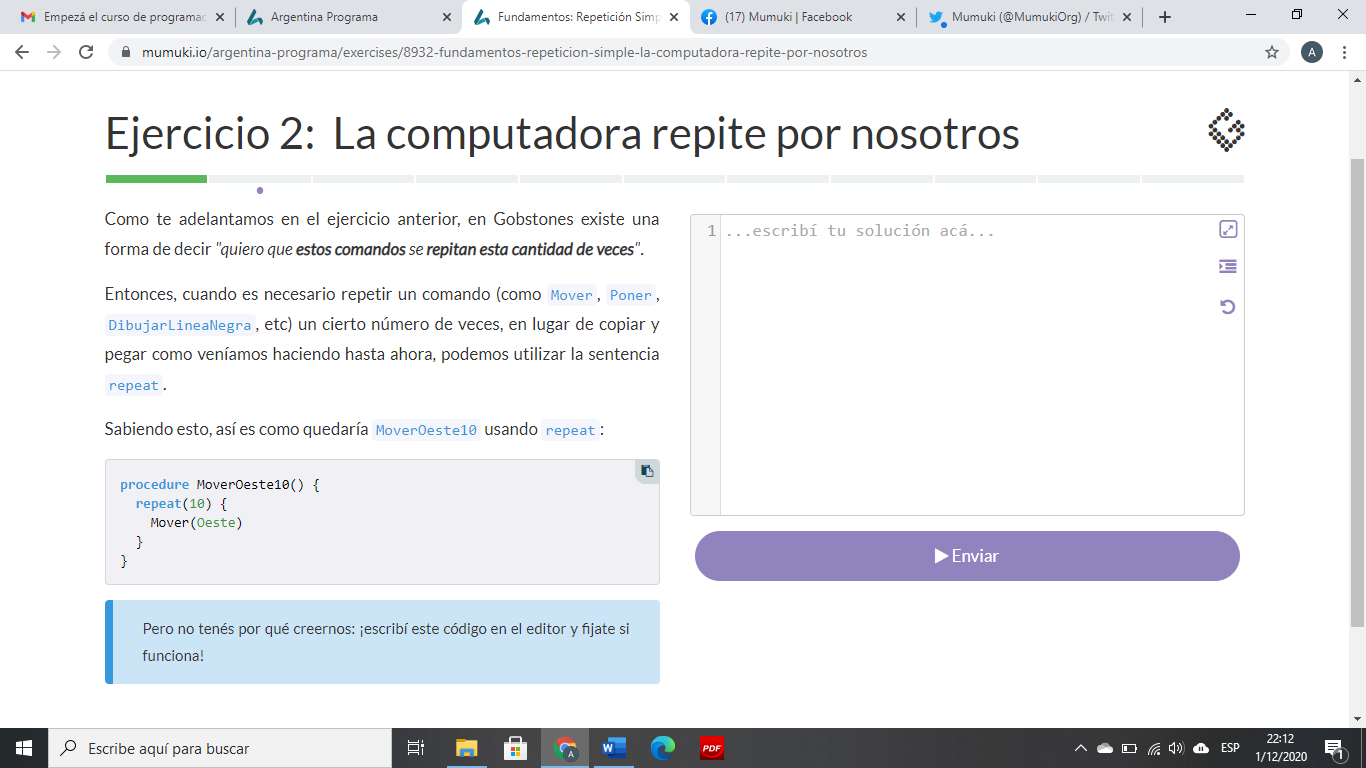 Empezá el curso de programac
Argentina Programa
Fundamentos: Repetición Simp
(17) Mumuki | Facebook
Mumuki (@MumukiOrg) / Twit
mumuki.io/argentina-programa/exercises/8932-fundamentos-repeticion-simple-la-computadora-repite-por-nosotros
A
Ejercicio 2: La computadora repite por nosotros
Como te adelantamos en el ejercicio anterior, en Gobstones existe una
forma de decir "quiero que estos comandos se repitan esta cantidad de veces".
Entonces, cuando es necesario repetir un comando (como Mover, Poner,
DibujarLineaNegra, etc) un cierto número de veces, en lugar de copiar y
pegar como veníamos haciendo hasta ahora, podemos utilizar la sentencia
repeat.
Sabiendo esto, así es como quedaría MoverOeste10 usando repeat:
procedure MoverOeste10() {
repeat(10) {
Mover(Oeste)
}
}
Pero no tenés por qué creernos: ¡escribí este código en el editor y fijate si
funciona!
1 ...escribí tu solución acá...
Enviar
Escribe aquí para buscar
A
W
PDF
ESP
22:12
1/12/2020
1